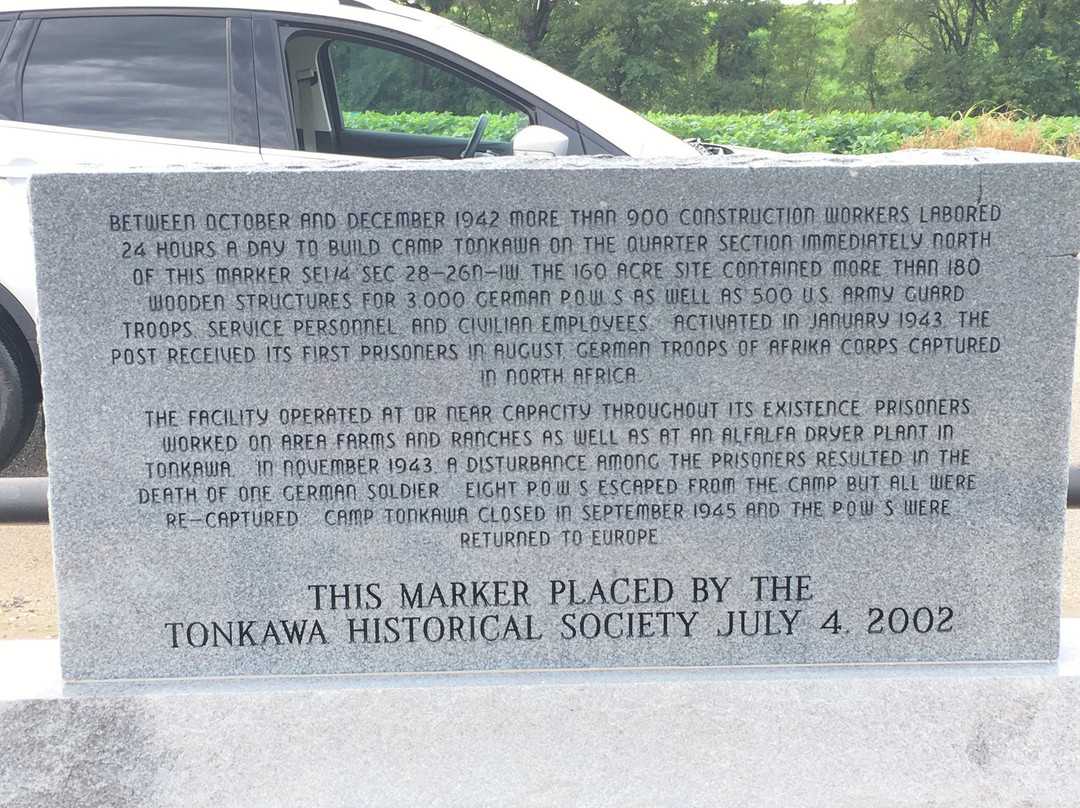 BETWEEN OCTOBER AND DECEMBER 1942 MORE THAN 900 CONSTRUCTION WORKERS LABORED
24 HOURS A DAY TO BUILD CAMP TONKAWA ON THE QUARTER SECTION IMMEDIATELY NORTH
OF THIS MARKER SE1/4 SEC 28-26N-1W. THE 160 ACRE SITE CONTAINED MORE THAN 180
WOODEN STRUCTURES FOR 3,000 GERMAN P.O.W.'S AS WELL AS 500 U.S. ARMY GUARD
TROOPS, SERVICE PERSONNEL, AND CIVILIAN EMPLOYEES. ACTIVATED IN JANUARY 1943, THE
POST RECEIVED ITS FIRST PRISONERS IN AUGUST, GERMAN TROOPS OF AFRIKA CORPS CAPTURED
IN NORTH AFRICA.
THE FACILITY OPERATED AT OR NEAR CAPACITY THROUGHOUT ITS EXISTENCE. PRISONERS
WORKED ON AREA FARMS AND RANCHES AS WELL AS AT AN ALFALFA DRYER PLANT IN
TONKAWA. IN NOVEMBER 1943, A DISTURBANCE AMONG THE PRISONERS RESULTED IN THE
DEATH OF ONE GERMAN SOLDIER. EIGHT P.O.W.'S ESCAPED FROM THE CAMP BUT ALL WERE
RE-CAPTURED. CAMP TONKAWA CLOSED IN SEPTEMBER 1945 AND THE P.O.W.'S WERE
RETURNED TO EUROPE.
THIS MARKER PLACED BY THE
TONKAWA HISTORICAL SOCIETY JULY 4, 2002